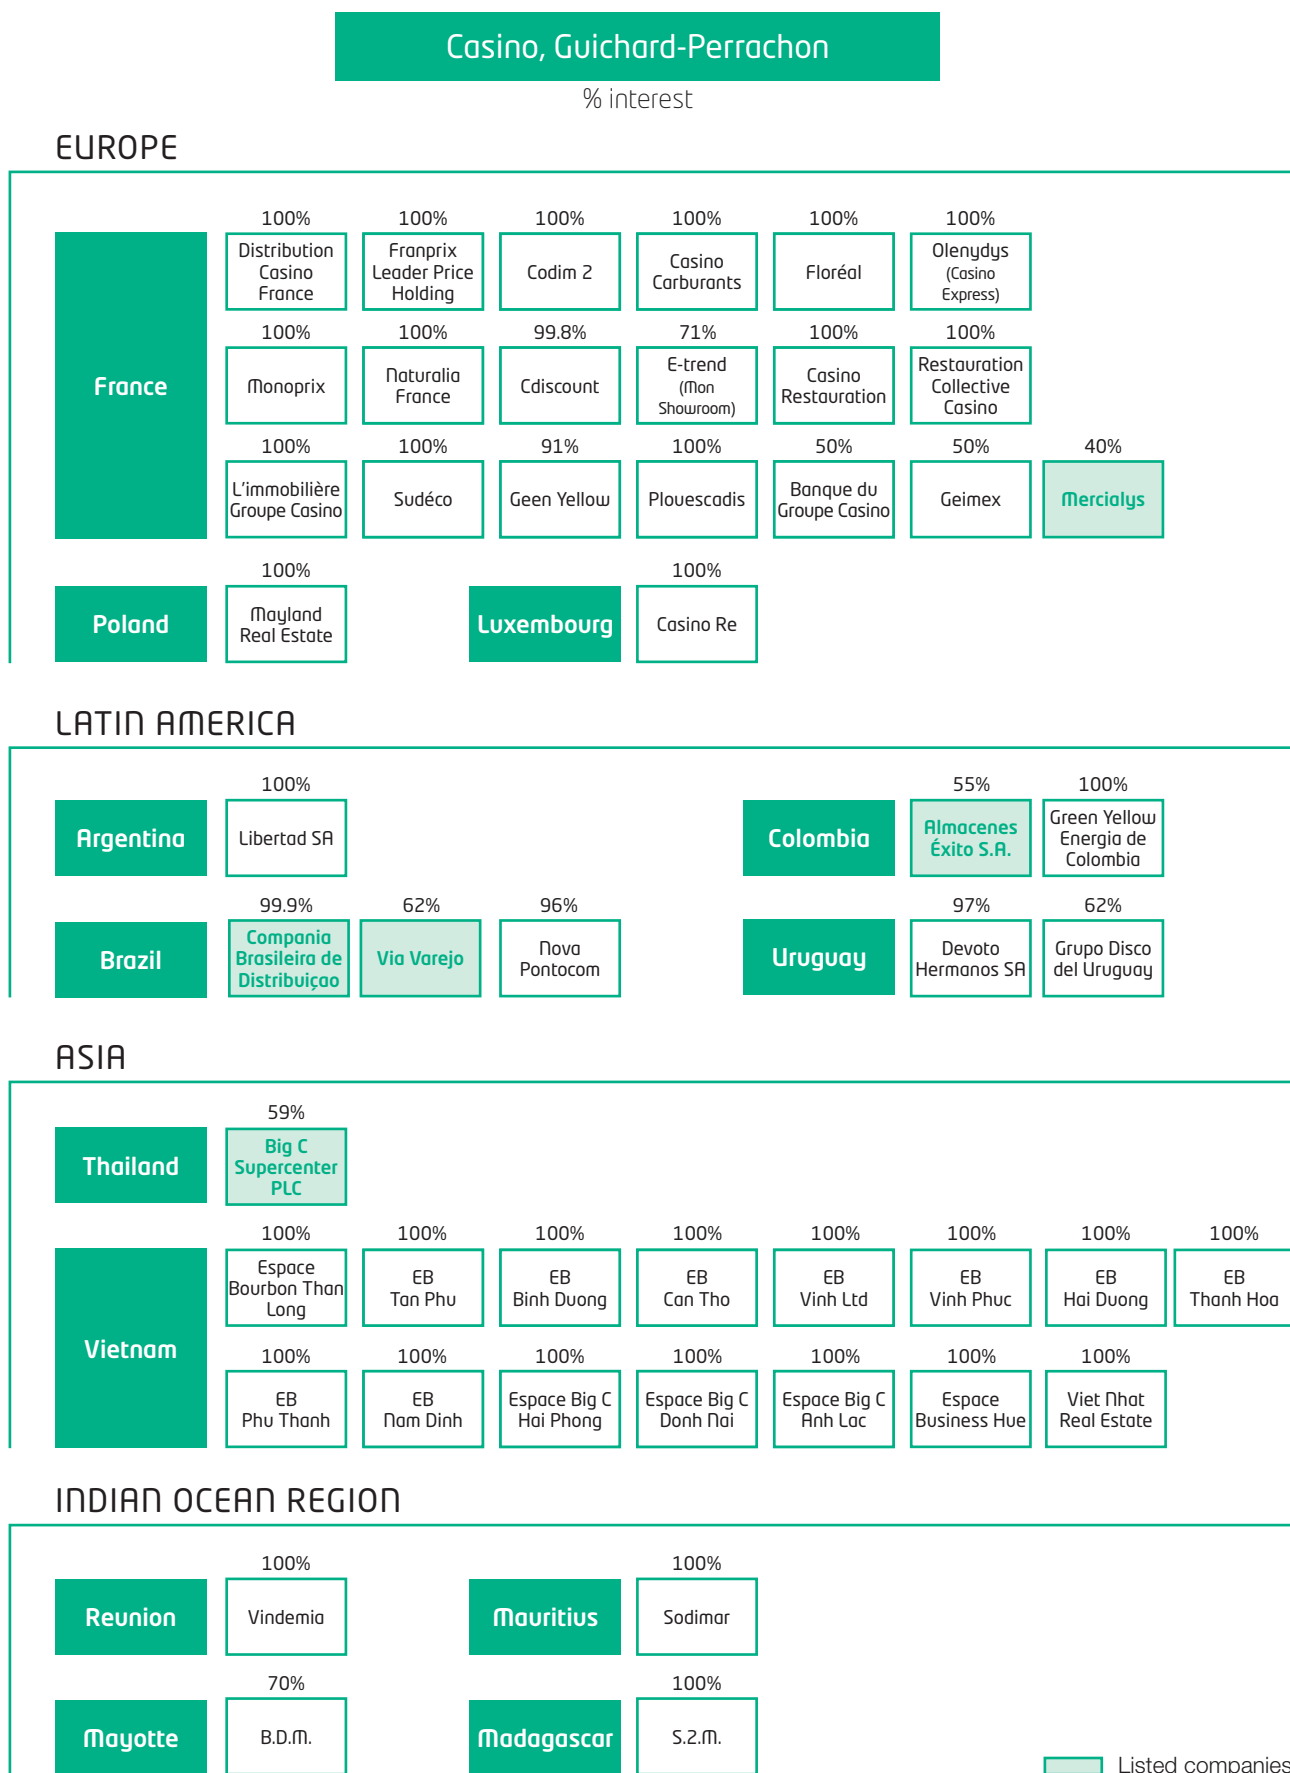 Casino, Guichard-Perrachon
% interest
EUROPE
France
100% 100% 100% 100% 100% 100%
Distribution
Casino
France
Franprix
Leader Price
Holding
Codim 2
Casino
Carburants
Floréal
Olenydys
(Casino
Express)
100% 100% 99.8% 71% 100% 100%
Monoprix
Naturalia
France
Cdiscount
E-trend
(Mon
Showroom)
Casino
Restauration
Restauration
Collective
Casino
100% 100% 91% 100% 50% 50% 40%
L'immobilière
Groupe Casino
Sudéco
Geen Yellow
Plouescadis
Banque du
Groupe Casino
Geimex
Mercialys
Poland
100%
Mayland
Real Estate
Luxembourg
100%
Casino Re
LATIN AMERICA
Argentina
100%
Libertad SA
Colombia
55% 100%
Almacenes
Éxito S.A.
Green Yellow
Energia de
Colombia
Brazil
99.9% 62% 96%
Compania
Brasileira de
Distribuiçao
Via Varejo
Nova
Pontocom
Uruguay
97% 62%
Devoto
Hermanos SA
Grupo Disco
del Uruguay
ASIA
Thailand
59%
Big C
Supercenter
PLC
Vietnam
100% 100% 100% 100% 100% 100% 100% 100%
Espace
Bourbon Than
Long
EB
Tan Phu
EB
Binh Duong
EB
Can Tho
EB
Vinh Ltd
EB
Vinh Phuc
EB
Hai Duong
EB
Thanh Hoa
100% 100% 100% 100% 100% 100% 100%
EB
Phu Thanh
EB
Nam Dinh
Espace Big C
Hai Phong
Espace Big C
Donh Nai
Espace Big C
Anh Lac
Espace
Business Hue
Viet Nhat
Real Estate
INDIAN OCEAN REGION
Reunion
100%
Vindemia
Mauritius
100%
Sodimar
Mayotte
70%
B.D.M.
Madagascar
100%
S.2.M.
Listed companies